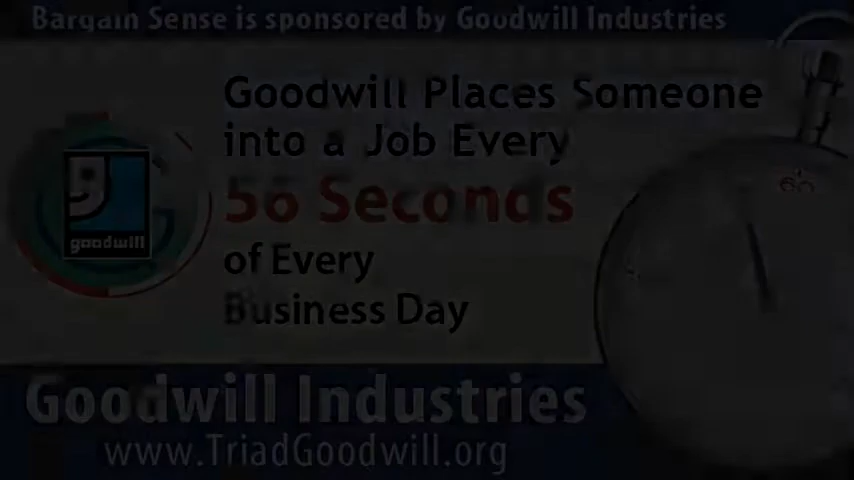 Bargain Sense is sponsored by Goodwill Industries
Goodwill Places Someone
into a Job Every
56 Seconds
of Every
Business Day
goodwill
60
Goodwill Industries
www.TriadGoodwill.org